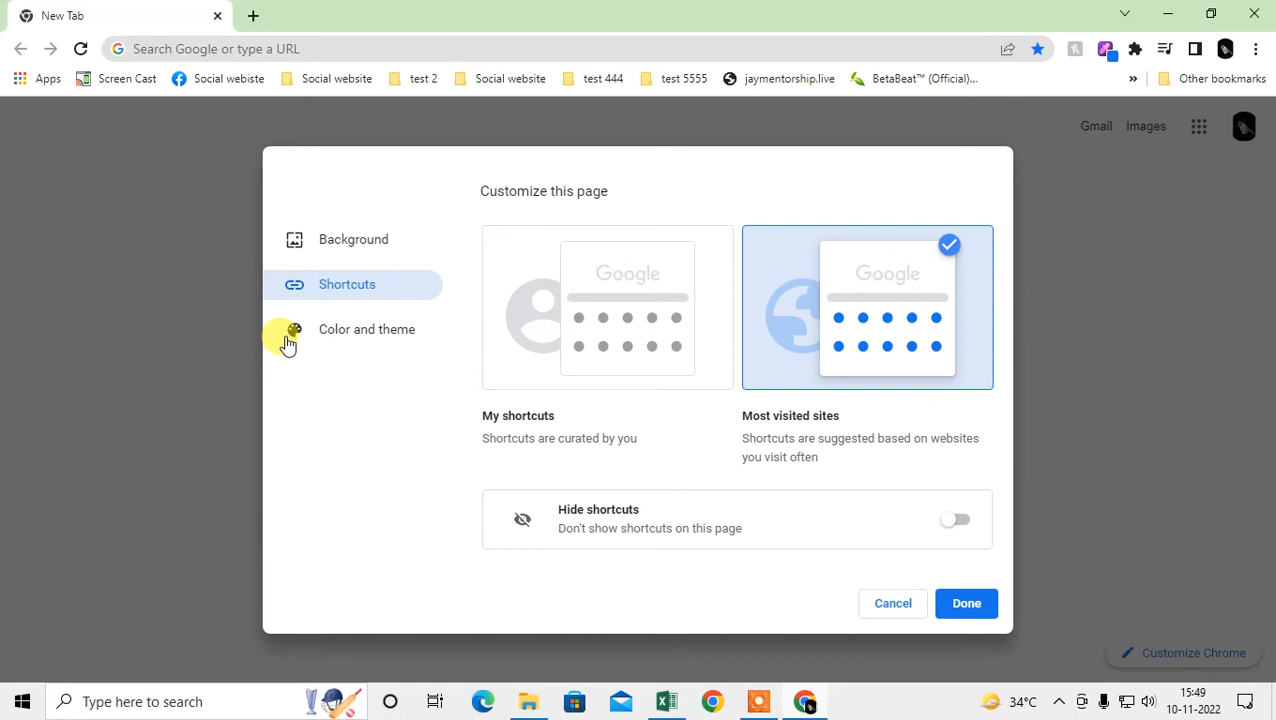 New Tab
Search Google or type a URL
Apps Screen Cast Social webiste Social website test 2 Social website test 444 test 5555 jaymentorship.live BetaBeat™ (Official)... » Other bookmarks
Gmail Images
Customize this page
Background
Shortcuts
Color and theme
Google
Google
My shortcuts
Shortcuts are curated by you
Most visited sites
Shortcuts are suggested based on websites
you visit often
Hide shortcuts
Don't show shortcuts on this page
Cancel Done
Customize Chrome
Type here to search
34°C
15:49
10-11-2022